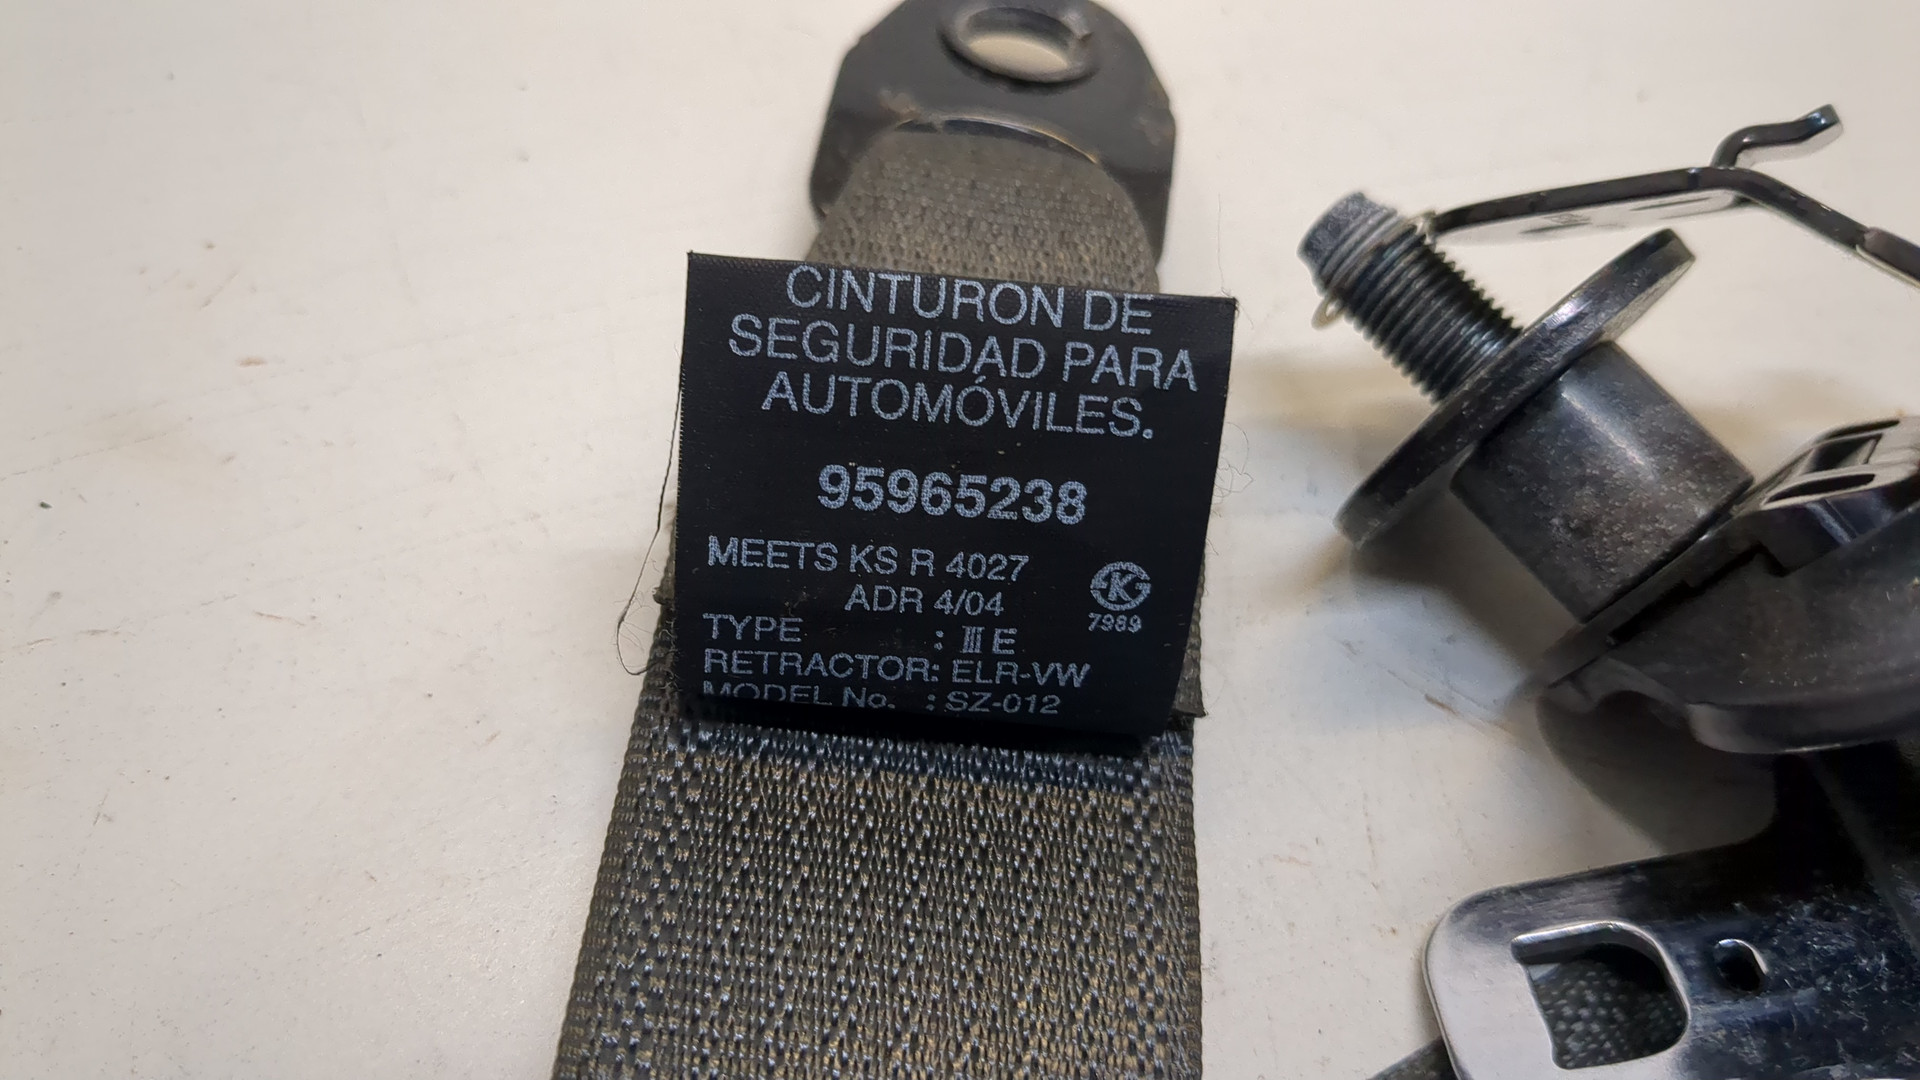 CINTURON DE
SEGURIDAD PARA
AUTOMÓVILES.
95965238
MEETS KS R 4027
ADR 4/04
K
7989
TYPE : ⅢE
RETRACTOR: ELR-VW
MODEL No. : SZ-012